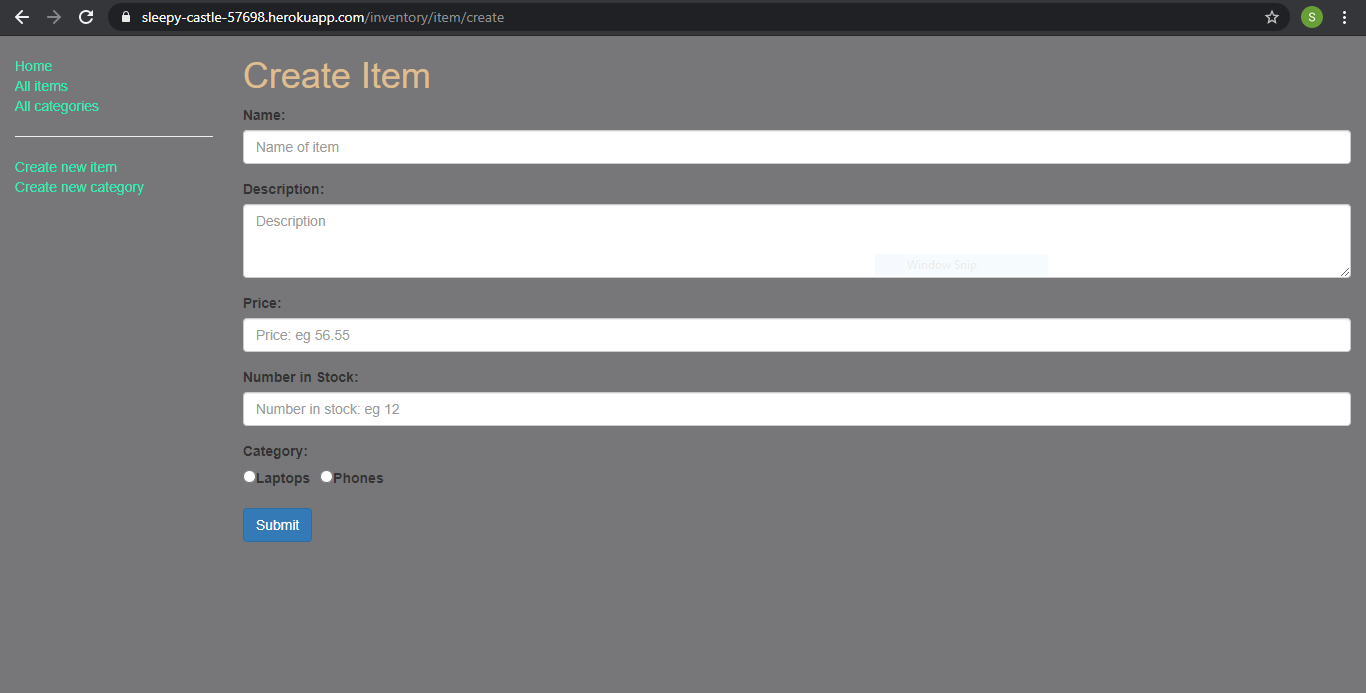 sleepy-castle-57698.herokuapp.com/inventory/item/create
S
Home
All items
All categories
Create new item
Create new category
Create Item
Name:
Name of item
Description:
Description
Window Snip
Price:
Price: eg 56.55
Number in Stock:
Number in stock: eg 12
Category:
Laptops Phones
Submit